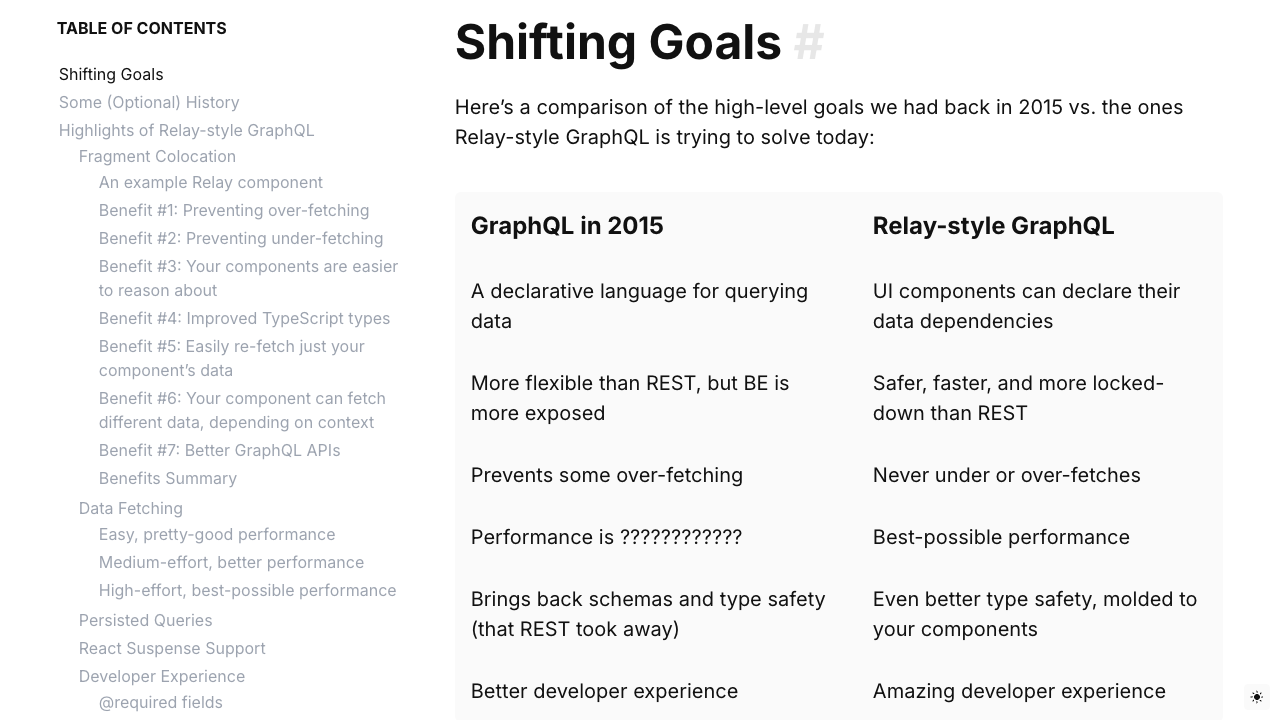 TABLE OF CONTENTS
Shifting Goals
Some (Optional) History
Highlights of Relay-style GraphQL
Fragment Colocation
An example Relay component
Benefit #1: Preventing over-fetching
Benefit #2: Preventing under-fetching
Benefit #3: Your components are easier
to reason about
Benefit #4: Improved TypeScript types
Benefit #5: Easily re-fetch just your
component’s data
Benefit #6: Your component can fetch
different data, depending on context
Benefit #7: Better GraphQL APIs
Benefits Summary
Data Fetching
Easy, pretty-good performance
Medium-effort, better performance
High-effort, best-possible performance
Persisted Queries
React Suspense Support
Developer Experience
@required fields
Shifting Goals #
Here’s a comparison of the high-level goals we had back in 2015 vs. the ones
Relay-style GraphQL is trying to solve today:
GraphQL in 2015
Relay-style GraphQL
A declarative language for querying
data
UI components can declare their
data dependencies
More flexible than REST, but BE is
more exposed
Safer, faster, and more locked-
down than REST
Prevents some over-fetching
Never under or over-fetches
Performance is ????????????
Best-possible performance
Brings back schemas and type safety
(that REST took away)
Even better type safety, molded to
your components
Better developer experience
Amazing developer experience